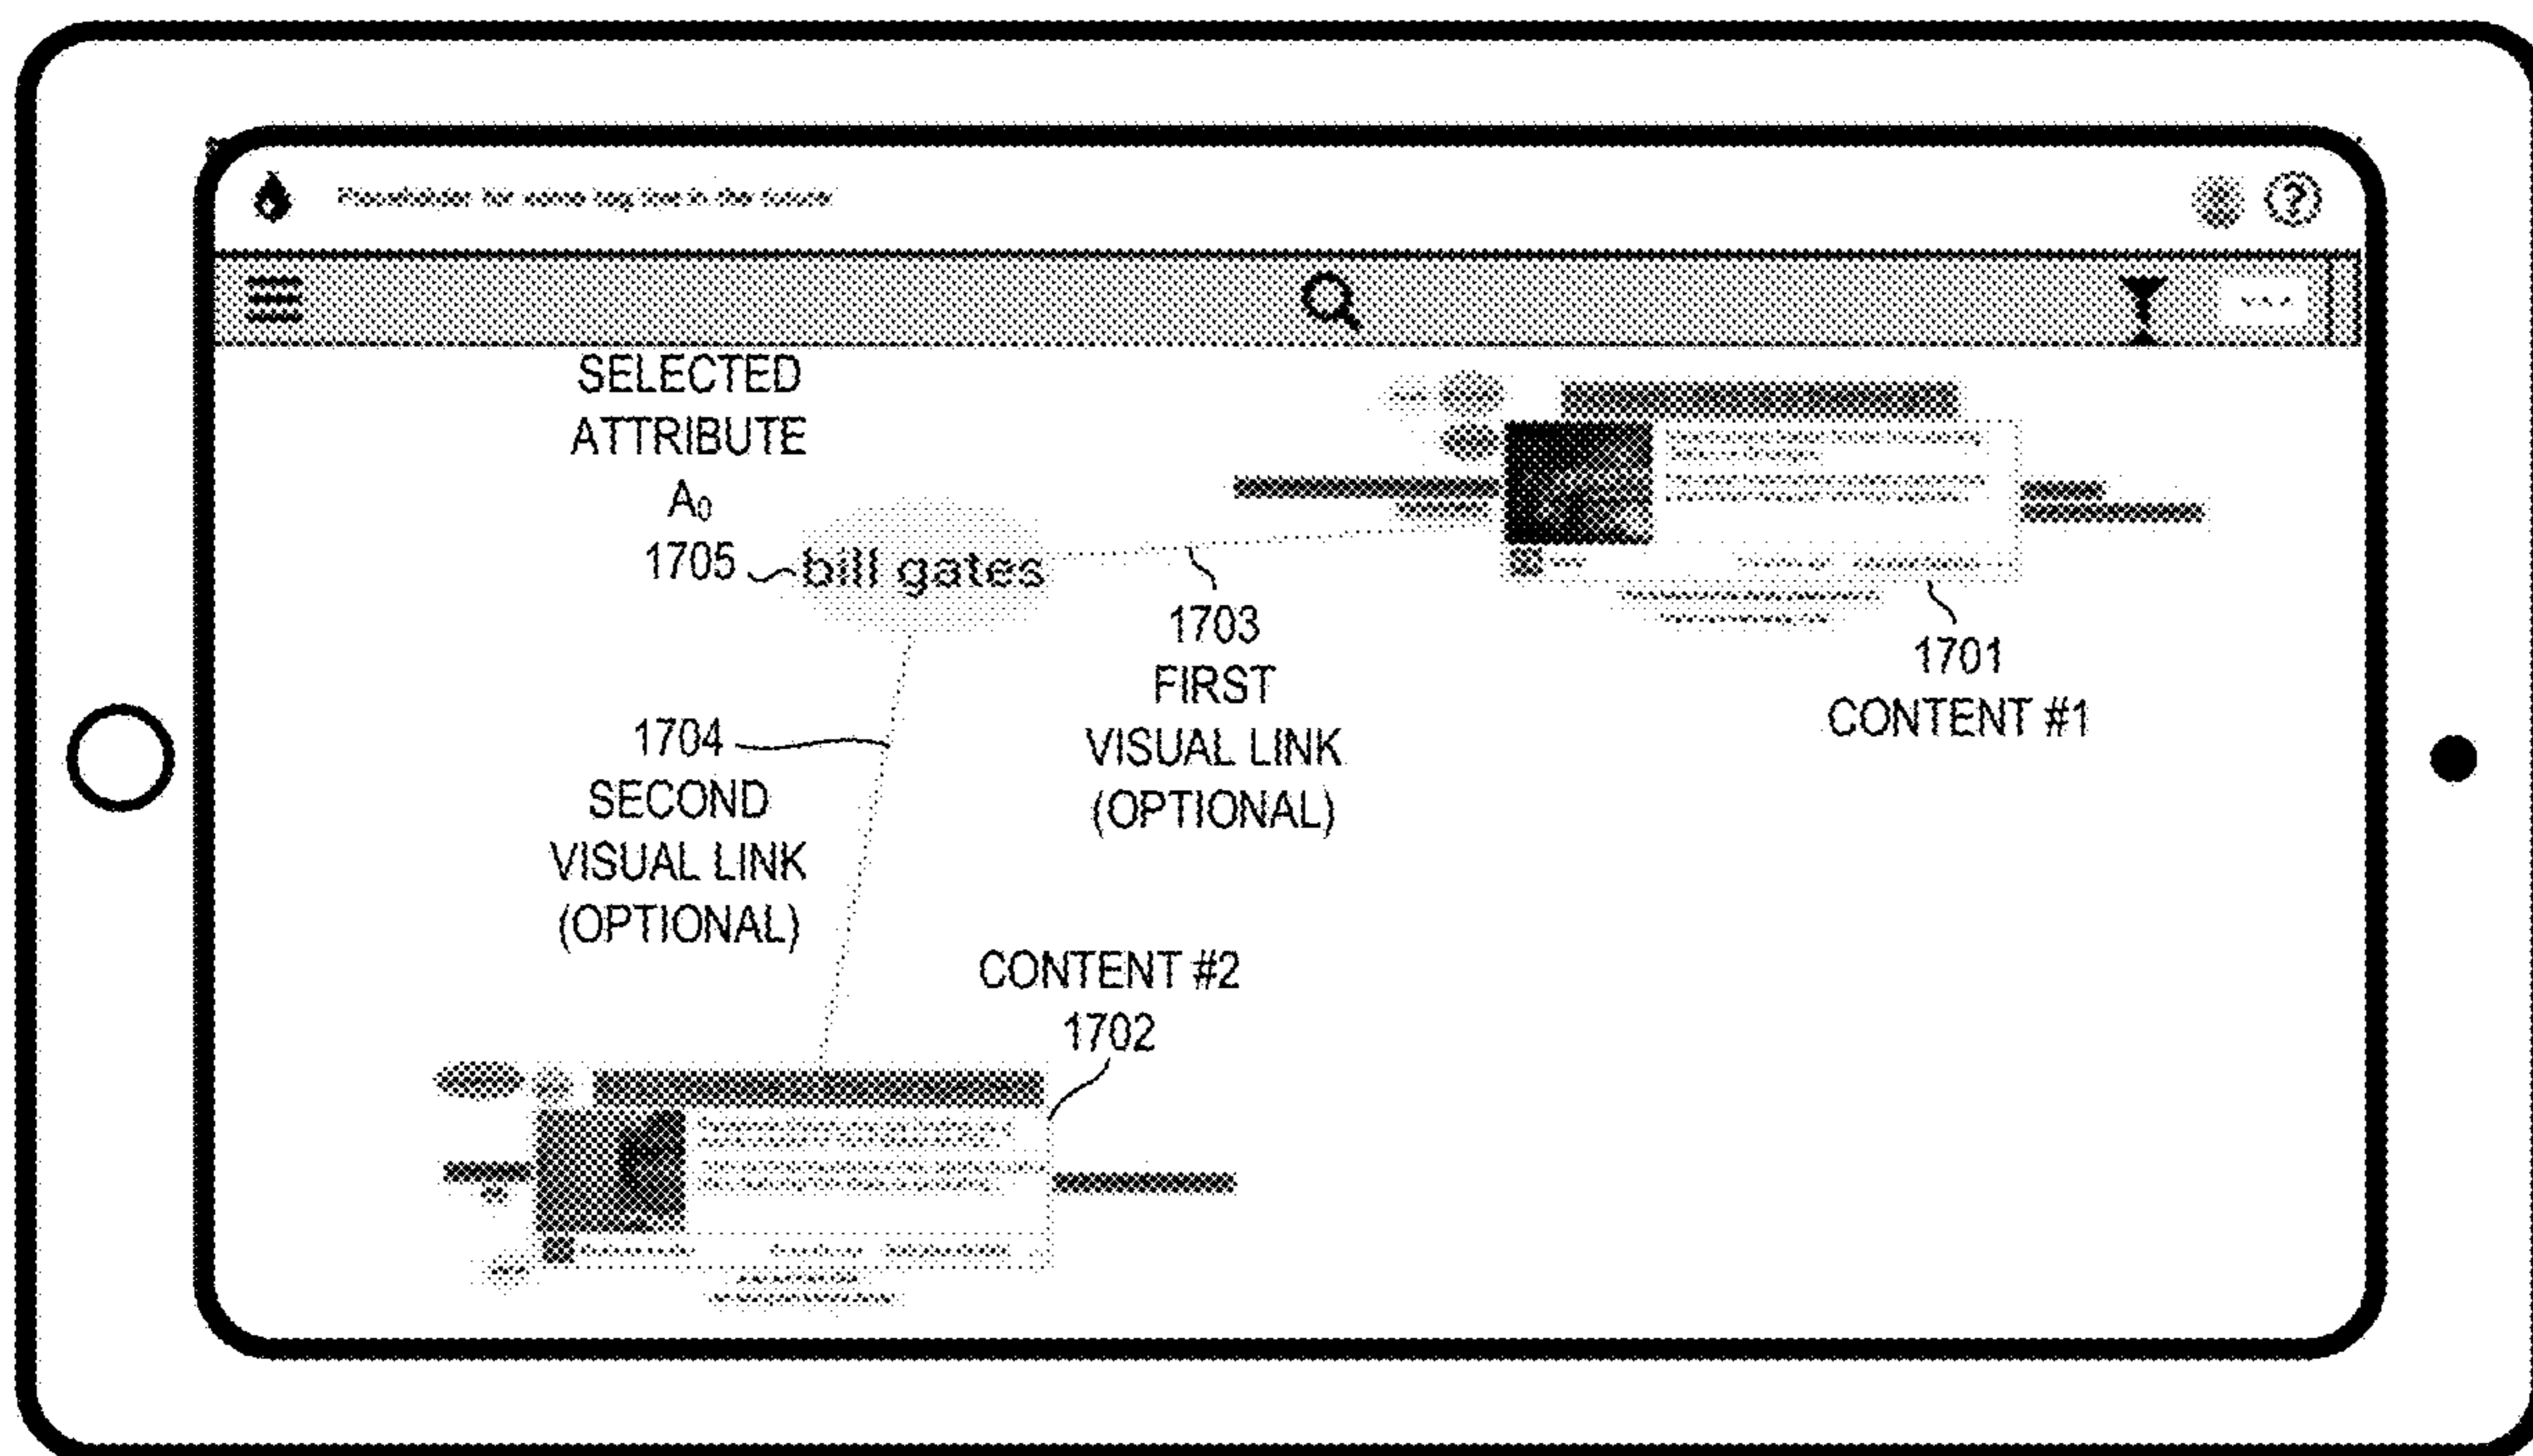 ?
SELECTED
ATTRIBUTE
A0
1705
bill gates
1703
FIRST
VISUAL LINK
(OPTIONAL)
1701
CONTENT #1
1704
SECOND
VISUAL LINK
(OPTIONAL)
CONTENT #2
1702